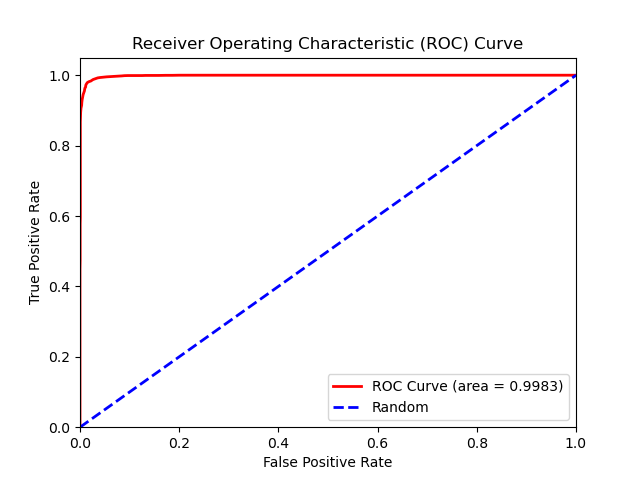 Receiver Operating Characteristic (ROC) Curve
True Positive Rate
1.0
0.8
0.6
0.4
0.2
0.0
0.0 0.2 0.4 0.6 0.8 1.0
False Positive Rate
ROC Curve (area = 0.9983)
Random